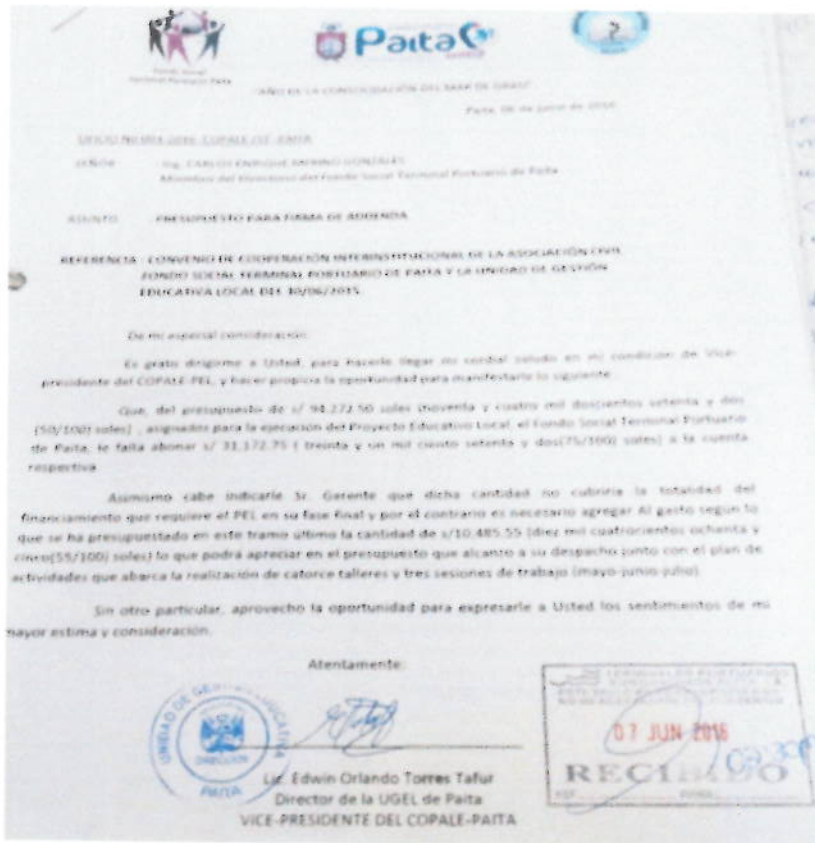 Fondo Social
Terminal Portuario Paita
Paita
"AÑO DE LA CONSOLIDACIÓN DEL MAR DE GRAU"
Paita, 06 de junio de 2016
COPALE PAITA
SEÑOR : Ing. CARLOS ENRIQUE MERINO GONZALES
Miembro del Directorio del Fondo Social Terminal Portuario de Paita
ASUNTO : PRESUPUESTO PARA FIRMA DE ADDENDA
REFERENCIA : CONVENIO DE COOPERACIÓN INTERINSTITUCIONAL DE LA ASOCIACIÓN CIVIL
FONDO SOCIAL TERMINAL PORTUARIO DE PAITA Y LA UNIDAD DE GESTIÓN
EDUCATIVA LOCAL DEL 30/06/2015.
De mi especial consideración:
Es grato dirigirme a Usted, para hacerle llegar mi cordial saludo en mi condición de Vice-
presidente del COPALE-PEL, y hacer propicia la oportunidad para manifestarle lo siguiente:
Que, del presupuesto de s/ 94,272.50 soles (noventa y cuatro mil doscientos setenta y dos
(50/100) soles) , asignados para la ejecución del Proyecto Educativo Local, el Fondo Social Terminal Portuario
de Paita, le falta abonar s/ 31,172.75 ( treinta y un mil ciento setenta y dos(75/100) soles) a la cuenta
respectiva
Asimismo cabe indicarle Sr. Gerente que dicha cantidad no cubriría la totalidad del
financiamiento que requiere el PEL en su fase final y por el contrario es necesario agregar Al gasto según lo
que se ha presupuestado en este tramo último la cantidad de s/10,485.55 (diez mil cuatrocientos ochenta y
cinco(55/100) soles) lo que podrá apreciar en el presupuesto que alcanzo a su despacho junto con el plan de
actividades que abarca la realización de catorce talleres y tres sesiones de trabajo (mayo-junio-julio)
Sin otro particular, aprovecho la oportunidad para expresarle a Usted los sentimientos de mi
mayor estima y consideración.
Atentamente:
UNIDAD DE GESTIÓN EDUCATIVA
DIRECCION
PAITA
07 JUN 2016
RECIBIDO
Lic. Edwin Orlando Torres Tafur
Director de la UGEL de Paita
VICE-PRESIDENTE DEL COPALE-PAITA